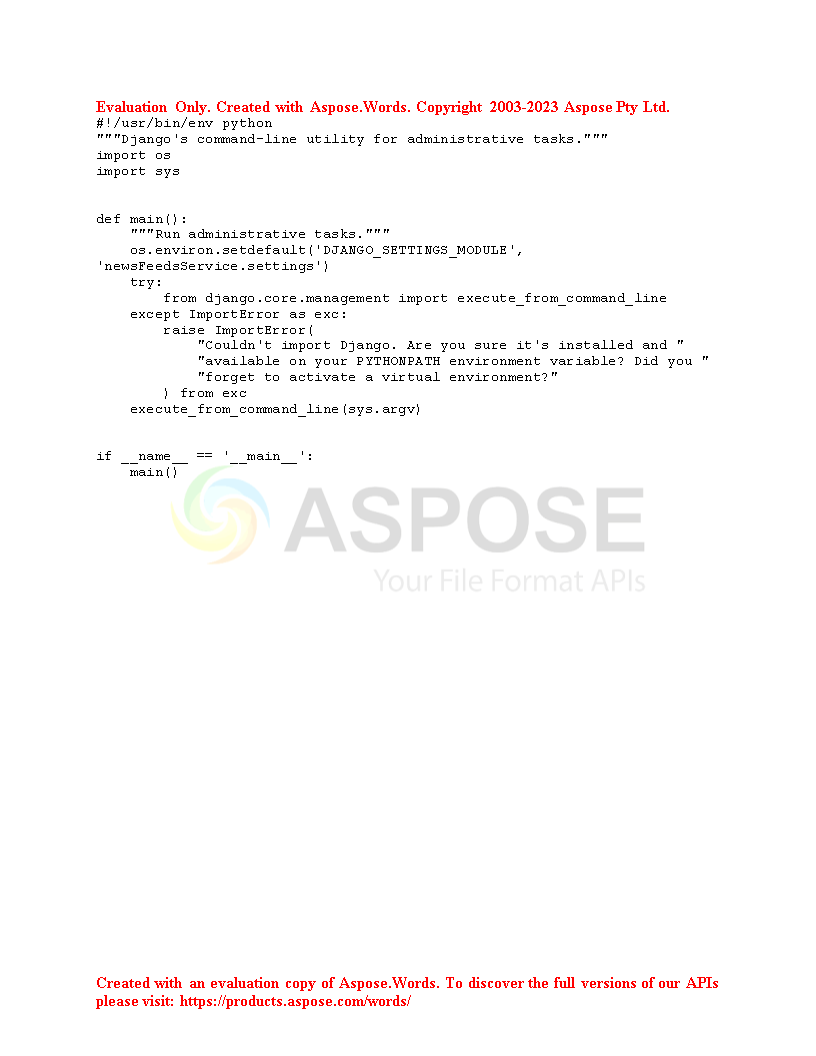 Evaluation Only. Created with Aspose.Words. Copyright 2003-2023 Aspose Pty Ltd.
#!/usr/bin/env python
"""Django's command-line utility for administrative tasks."""
import os
import sys


def main():
    """Run administrative tasks."""
    os.environ.setdefault('DJANGO_SETTINGS_MODULE',
'newsFeedsService.settings')
    try:
        from django.core.management import execute_from_command_line
    except ImportError as exc:
        raise ImportError(
            "Couldn't import Django. Are you sure it's installed and "
            "available on your PYTHONPATH environment variable? Did you "
            "forget to activate a virtual environment?"
        ) from exc
    execute_from_command_line(sys.argv)


if __name__ == '__main__':
    main()
ASPOSE
Your File Format APIs
Created with an evaluation copy of Aspose.Words. To discover the full versions of our APIs
please visit: https://products.aspose.com/words/